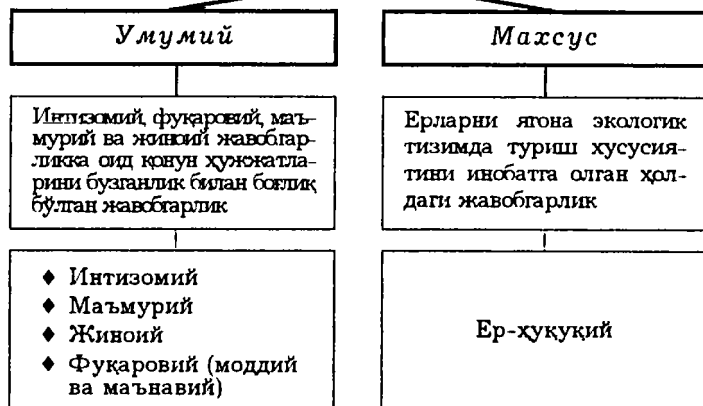 Умумий
Интизомий, фуқаровий, маъ-
мурий ва жиноий жавобгар-
ликка оид қонун ҳужжатла-
рини бузганлик билан боғлиқ
бўлган жавобгарлик
♦ Интизомий
♦ Маъмурий
♦ Жиноий
♦ Фуқаровий (моддий
ва маънавий)
Махсус
Ерларни ягона экологик
тизимда туриш хусусия-
тини инобатга олган ҳол-
даги жавобгарлик
Ер-ҳуқуқий